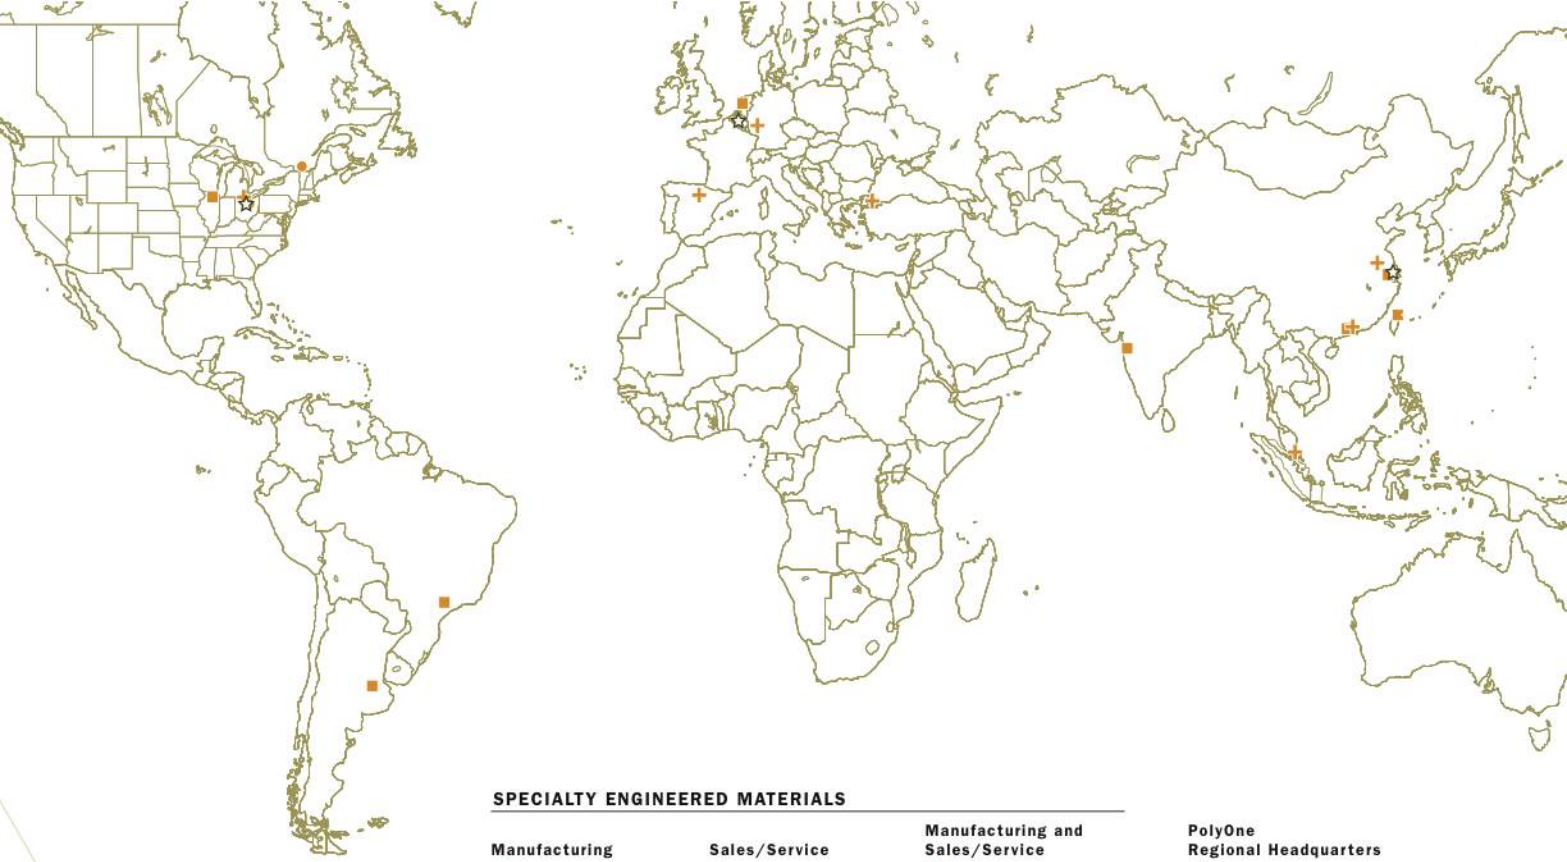 SPECIALTY ENGINEERED MATERIALS
Manufacturing
Sales/Service
Manufacturing and
Sales/Service
PolyOne
Regional Headquarters